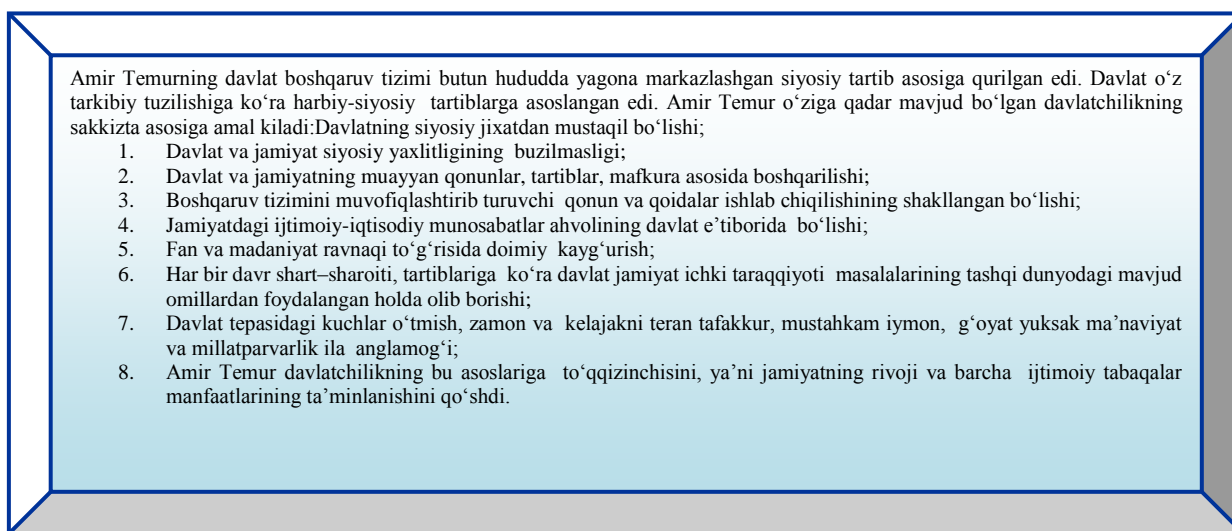 Amir Temurning davlat boshqaruv tizimi butun hududda yagona markazlashgan siyosiy tartib asosiga qurilgan edi. Davlat o‘z
tarkibiy tuzilishiga ko‘ra harbiy-siyosiy tartiblarga asoslangan edi. Amir Temur o‘ziga qadar mavjud bo‘lgan davlatchilikning
sakkizta asosiga amal kiladi:Davlatning siyosiy jixatdan mustaqil bo‘lishi;
1. Davlat va jamiyat siyosiy yaxlitligining buzilmasligi;
2. Davlat va jamiyatning muayyan qonunlar, tartiblar, mafkura asosida boshqarilishi;
3. Boshqaruv tizimini muvofiqlashtirib turuvchi qonun va qoidalar ishlab chiqilishining shakllangan bo‘lishi;
4. Jamiyatdagi ijtimoiy-iqtisodiy munosabatlar ahvolining davlat e’tiborida bo‘lishi;
5. Fan va madaniyat ravnaqi to‘g‘risida doimiy kayg‘urish;
6. Har bir davr shart–sharoiti, tartiblariga ko‘ra davlat jamiyat ichki taraqqiyoti masalalarining tashqi dunyodagi mavjud
omillardan foydalangan holda olib borishi;
7. Davlat tepasidagi kuchlar o‘tmish, zamon va kelajakni teran tafakkur, mustahkam iymon, g‘oyat yuksak ma’naviyat
va millatparvarlik ila anglamog‘i;
8. Amir Temur davlatchilikning bu asoslariga to‘qqizinchisini, ya’ni jamiyatning rivoji va barcha ijtimoiy tabaqalar
manfaatlarining ta’minlanishini qo‘shdi.